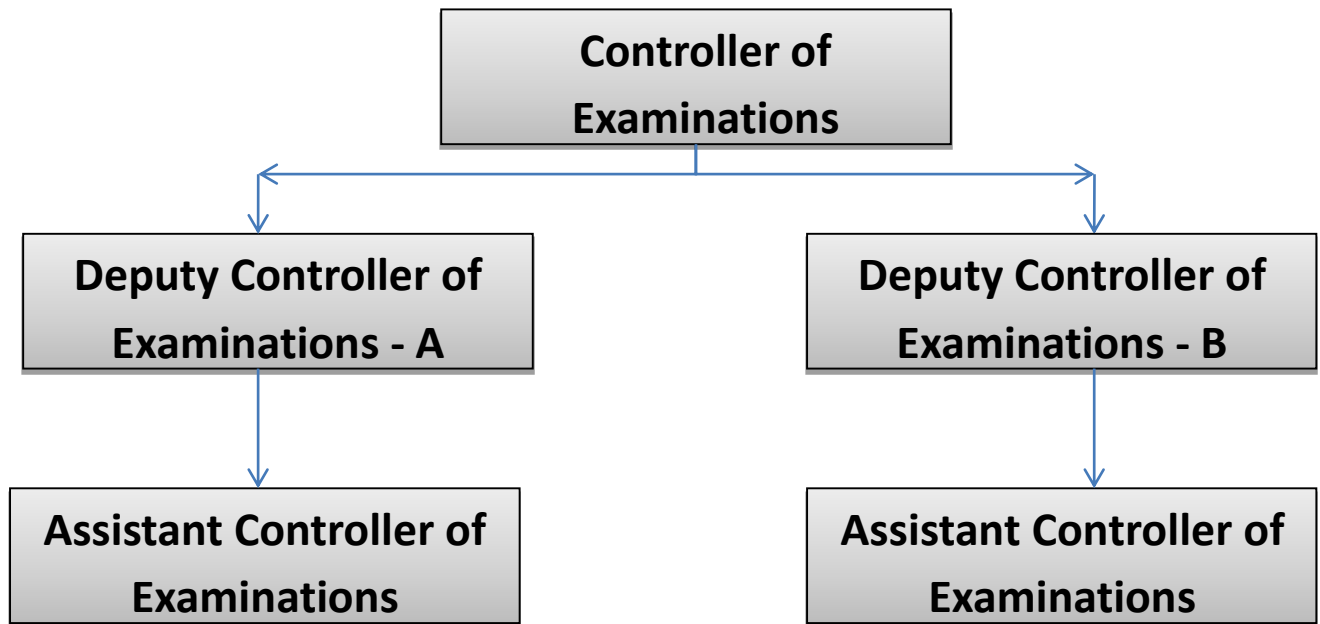 Controller of
Examinations
Deputy Controller of
Examinations - A
Deputy Controller of
Examinations - B
Assistant Controller of
Examinations
Assistant Controller of
Examinations